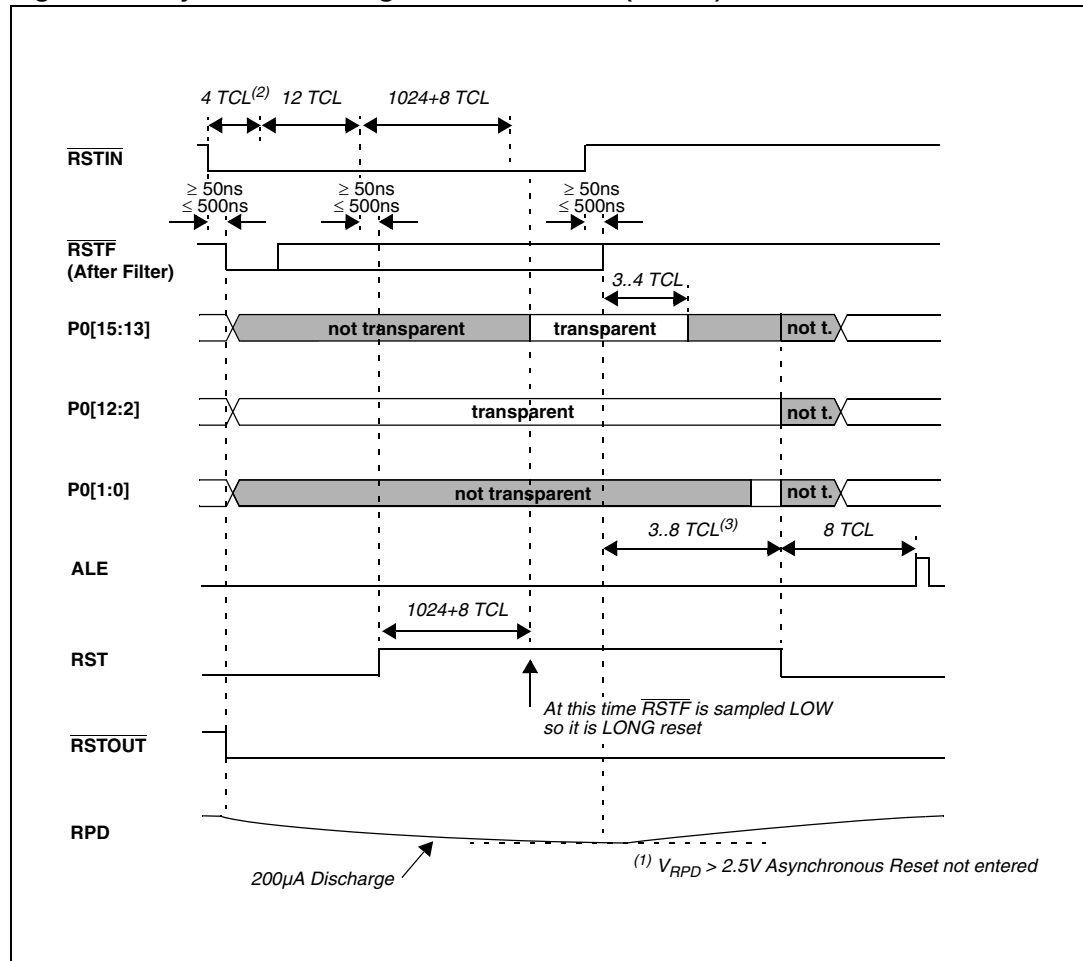 4 TCL(2) 12 TCL 1024+8 TCL
RSTIN
≥ 50ns ≥ 50ns ≥ 50ns
≤ 500ns ≤ 500ns ≤ 500ns
RSTF
(After Filter)
3..4 TCL
P0[15:13] not transparent transparent not t.
P0[12:2] transparent not t.
P0[1:0] not transparent not t.
3..8 TCL(3) 8 TCL
ALE
1024+8 TCL
RST
At this time RSTF is sampled LOW
so it is LONG reset
RSTOUT
RPD
200µA Discharge
(1) VRPD > 2.5V Asynchronous Reset not entered